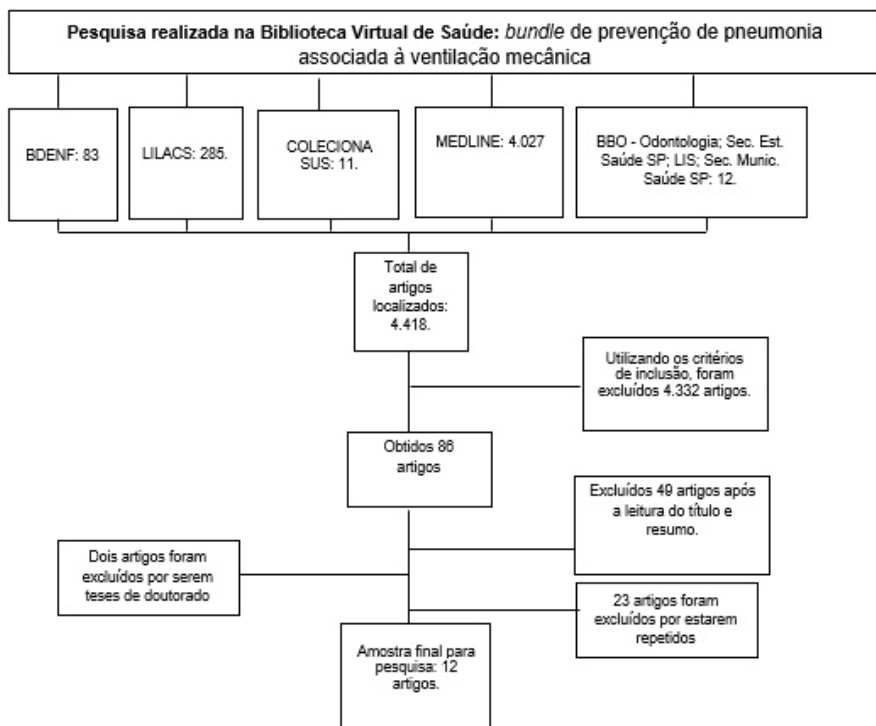 Pesquisa realizada na Biblioteca Virtual de Saúde: bundle de prevenção de pneumonia
associada à ventilação mecânica
BDENF: 83
LILACS: 285.
COLECIONA
SUS: 11.
MEDLINE: 4.027
BBO - Odontologia; Sec. Est.
Saúde SP; LIS; Sec. Munic.
Saúde SP: 12.
Total de
artigos
localizados:
4.418.
Utilizando os critérios
de inclusão, foram
excluídos 4.332 artigos.
Obtidos 86
artigos
Excluídos 49 artigos após
a leitura do título e
resumo.
Dois artigos foram
excluídos por serem
teses de doutorado
23 artigos foram
excluídos por estarem
repetidos
Amostra final para
pesquisa: 12
artigos.